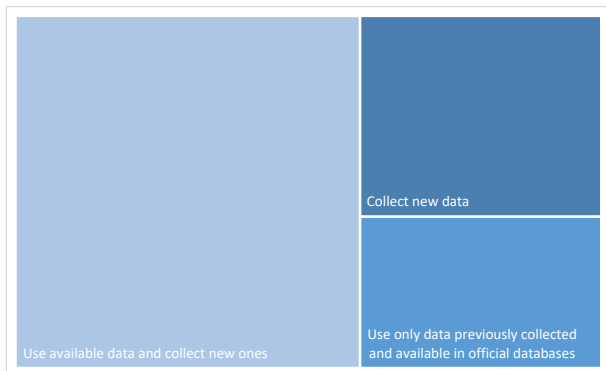 Collect new data
Use available data and collect new ones
Use only data previously collected
and available in official databases